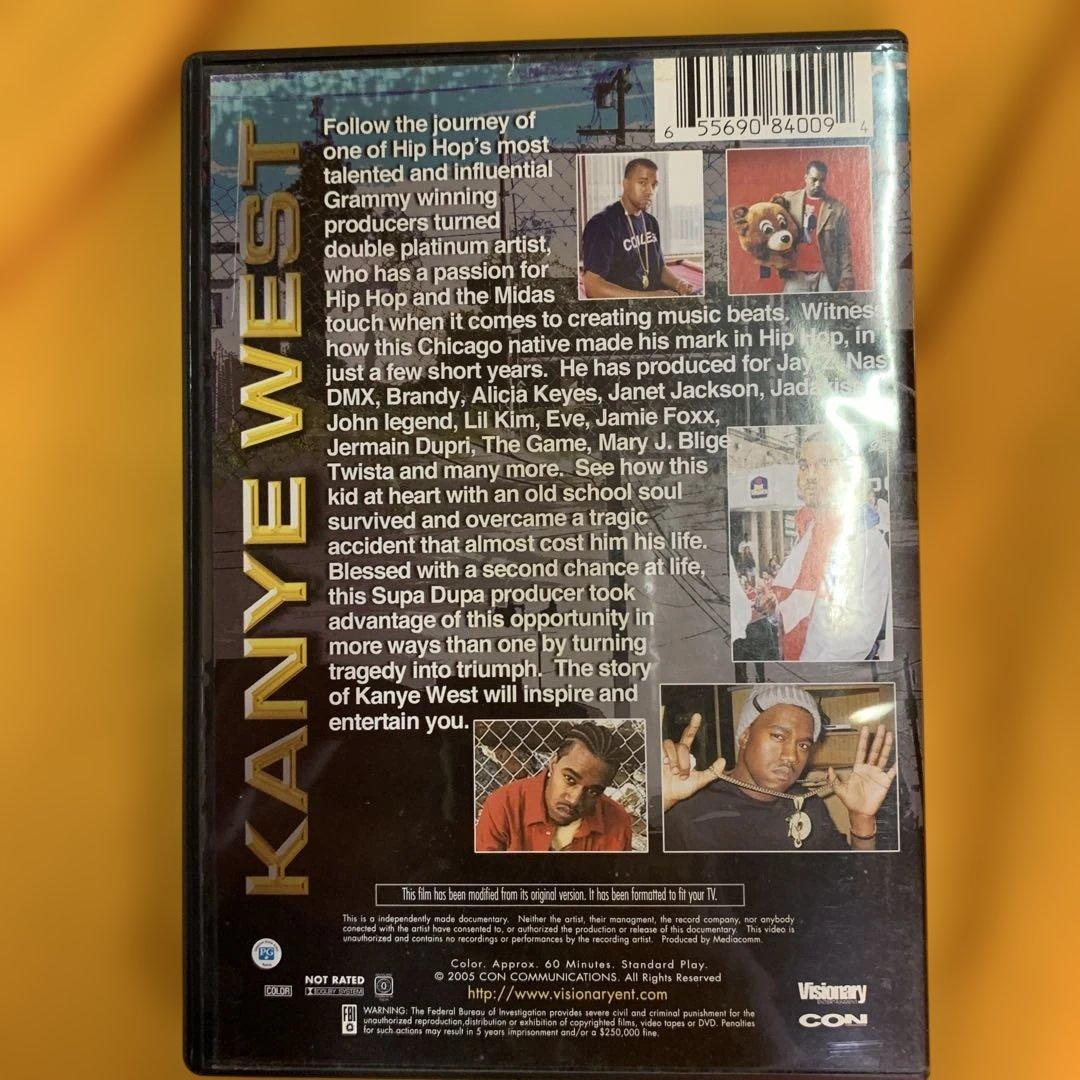 KANYE WEST
6 55690 84009 4
Follow the journey of
one of Hip Hop's most
talented and influential
Grammy winning
producers turned
double platinum artist,
who has a passion for
Hip Hop and the Midas
touch when it comes to creating music beats. Witness
how this Chicago native made his mark in Hip Hop, in
just a few short years. He has produced for Nas
DMX, Brandy, Alicia Keyes, Janet Jackson,
John legend, Lil Kim, Eve, Jamie Foxx,
Jermain Dupri, The Game, Mary J. Blige
Twista and many more. See how this
kid at heart with an old school soul
survived and overcame a tragic
accident that almost cost him his life.
Blessed with a second chance at life,
this Supa Dupa producer took
advantage of this opportunity in
more ways than one by turning
tragedy into triumph. The story
of Kanye West will inspire and
entertain you.
This film has been modified from its original version. It has been formatted to fit your TV.
This is a independently made documentary. Neither the artist, their managment, the record company, nor anybody
conected with the artist have consented to, or authorized the production or release of this documentary. This video is
unauthorized and contains no recordings or performances by the recording artist. Produced by Mediacomm.
Color. Approx. 60 Minutes. Standard Play.
© 2005 CON COMMUNICATIONS. All Rights Reserved
http://www.visionaryent.com
PG
COLOR
NOT RATED
DOLBY SYSTEM
Visionary
ENTERTAINMENT
CON
FBI
WARNING: The Federal Bureau of Investigation provides severe civil and criminal punishment for the
unauthorized reproduction,distribution or exhibition of copyrighted films, video tapes or DVD. Penalties
for such actions may result in 5 years imprisonment and/or a $250,000 fine.